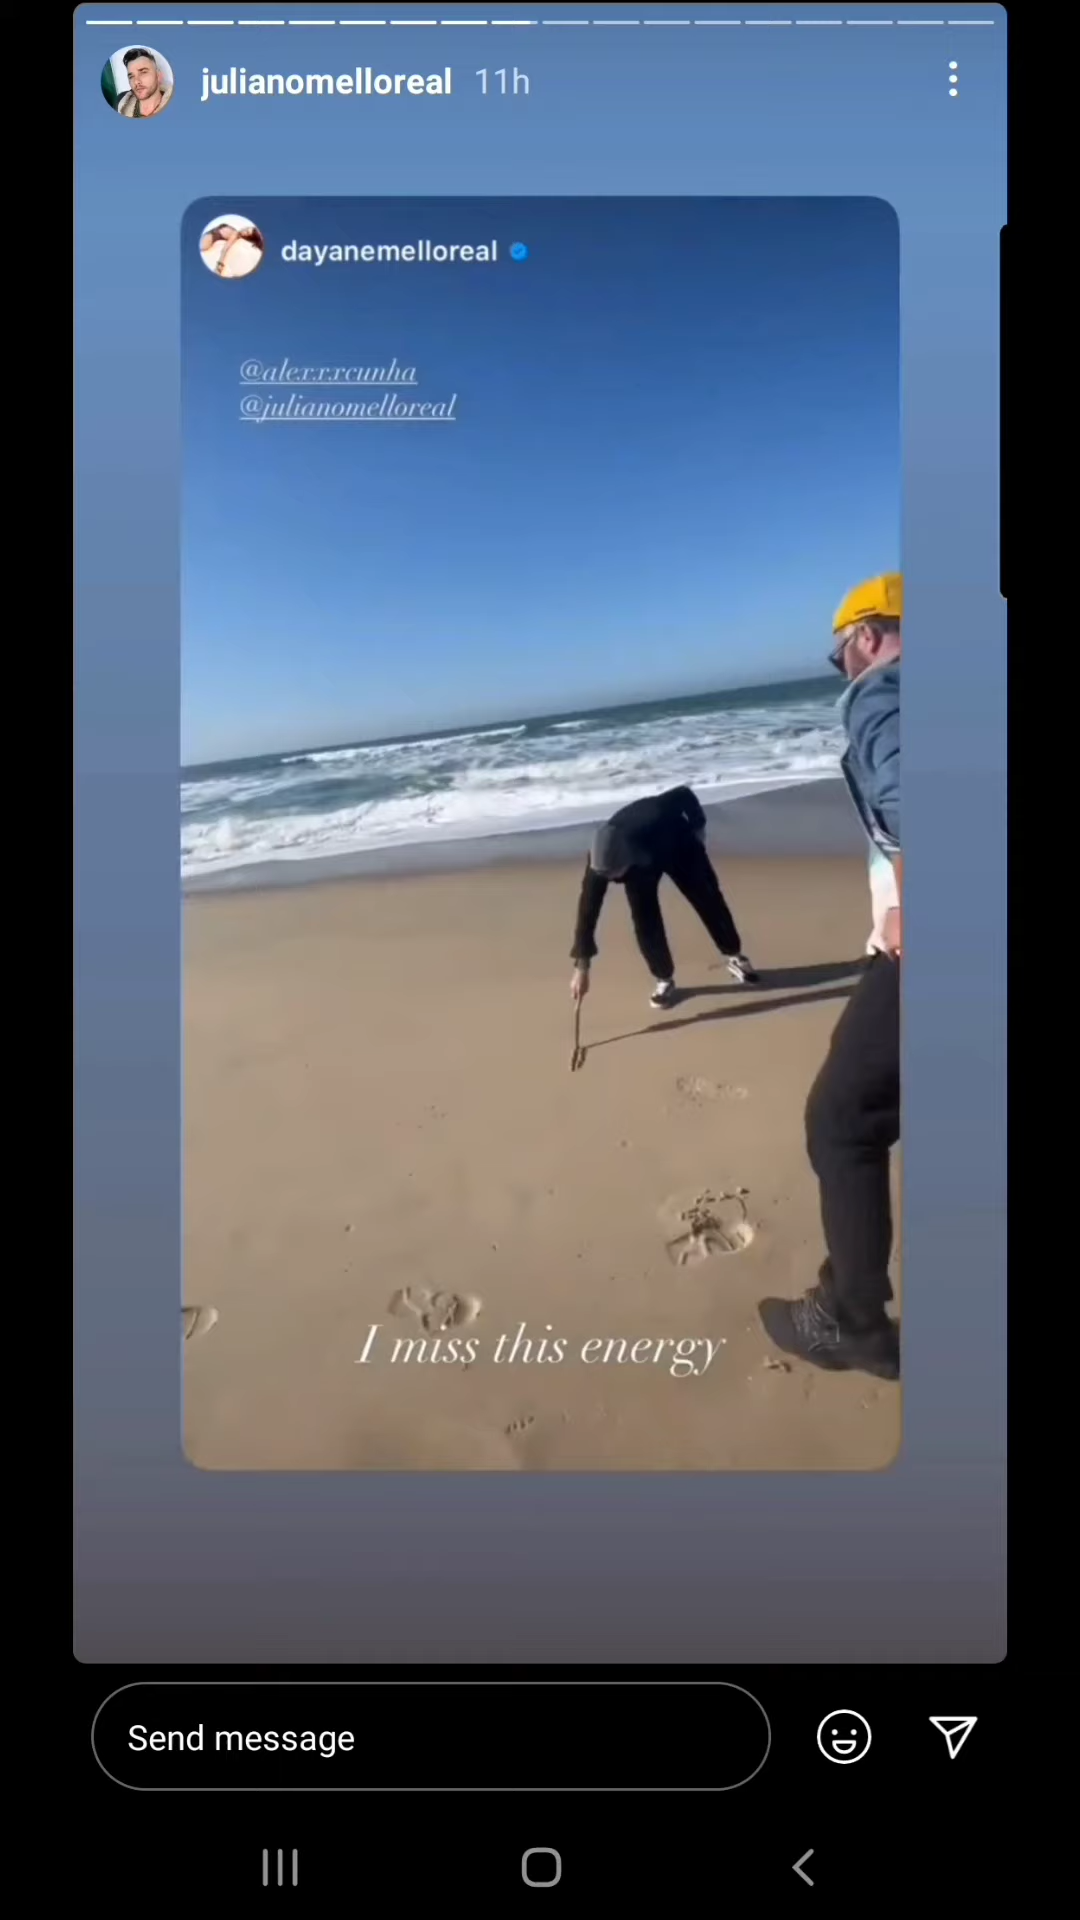 julianomelloreal 11h
dayanemelloreal
@alexxxcunha
@julianomelloreal
I miss this energy
Send message